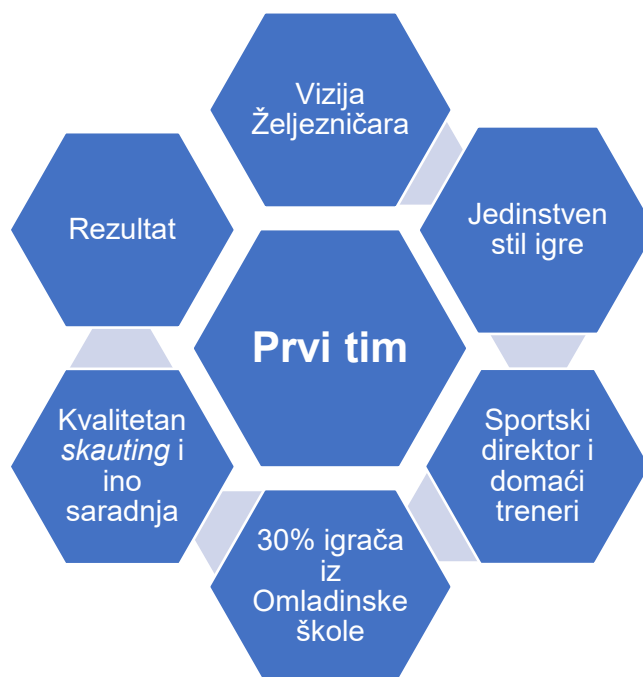 Vizija
Željezničara
Jedinstven
stil igre
Sportski
direktor i
domaći
treneri
30% igrača
iz
Omladinske
škole
Kvalitetan
skauting i
ino
saradnja
Rezultat
Prvi tim